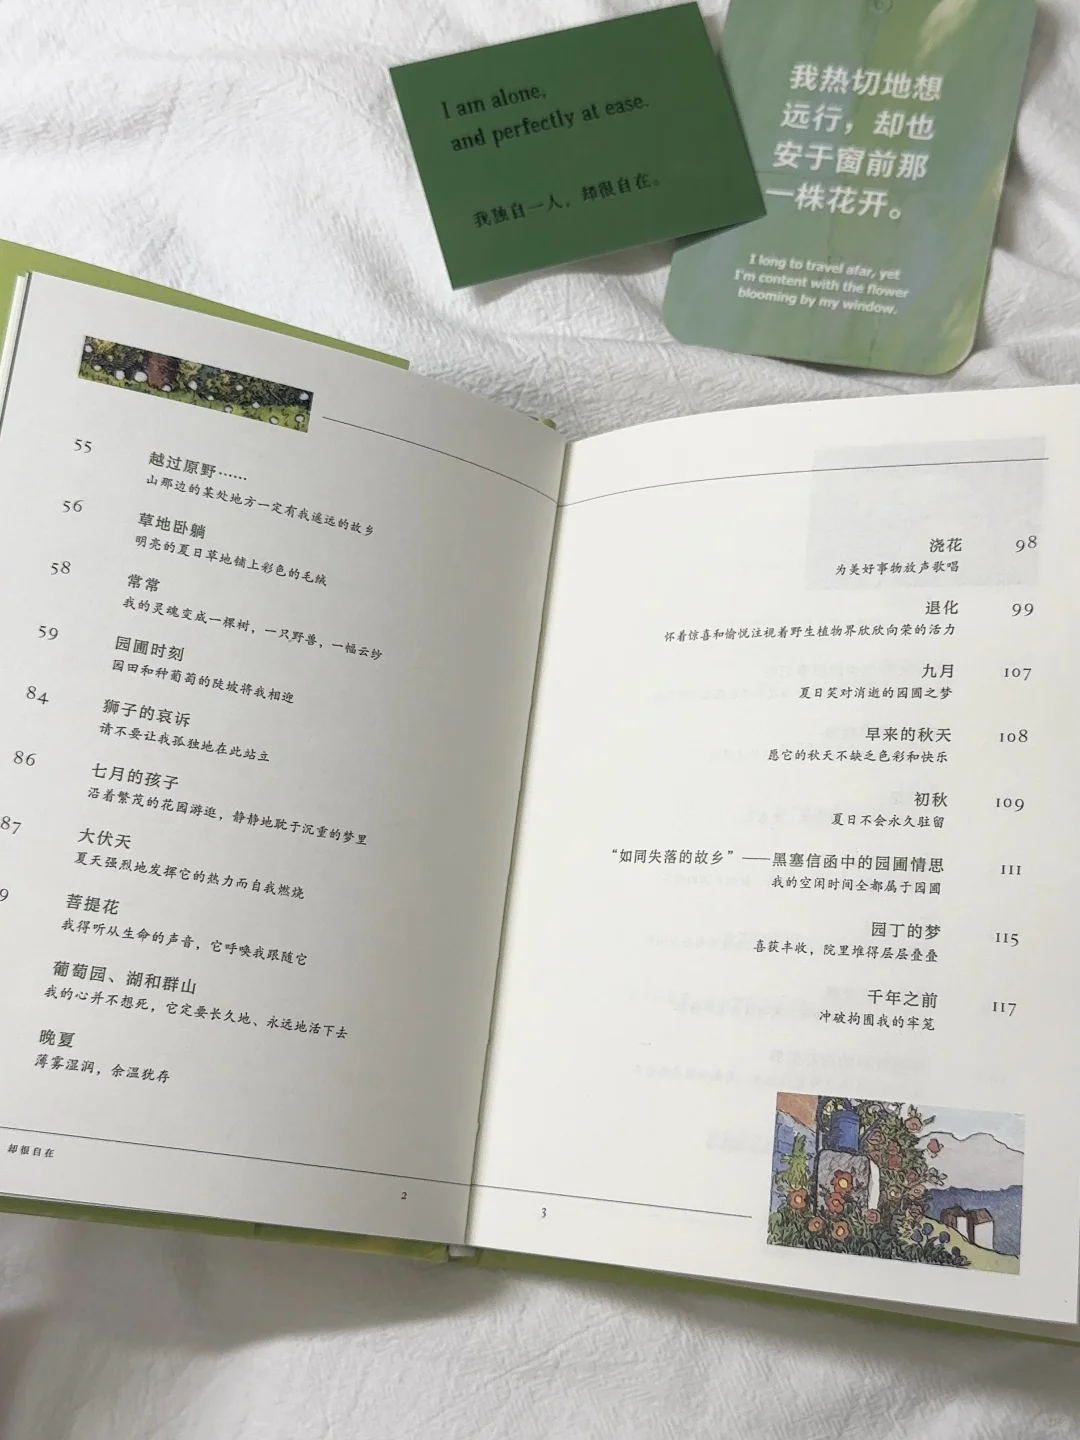 I am alone,
and perfectly at ease.
我独自一人，却很自在。
我热切地想
远行，却也
安于窗前那
一株花开。
I long to travel afar, yet
I'm content with the flower
blooming by my window.
55 越过原野……
山那边的某处地方一定有我遥远的故乡
56 草地卧躺
明亮的夏日草地铺上彩色的毛绒
58 常常
我的灵魂变成一棵树，一只野兽，一幅云纱
59 园圃时刻
园田和种葡萄的陡坡将我相迎
84 狮子的哀诉
请不要让我孤独地在此站立
86 七月的孩子
沿着繁茂的花园游逛，静静地耽于沉重的梦里
87 大伏天
夏天强烈地发挥它的热力而自我燃烧
9 菩提花
我得听从生命的声音，它呼唤我跟随它
葡萄园、湖和群山
我的心并不想死，它定要长久地、永远地活下去
晚夏
薄雾湿润，余温犹存
却很自在
2
浇花 98
为美好事物放声歌唱
退化 99
怀着惊喜和愉悦注视着野生植物界欣欣向荣的活力
九月 107
夏日笑对消逝的园圃之梦
早来的秋天 108
愿它的秋天不缺乏色彩和快乐
初秋 109
夏日不会永久驻留
“如同失落的故乡”——黑塞信函中的园圃情思 111
我的空闲时间全都属于园圃
园丁的梦 115
喜获丰收，院里堆得层层叠叠
千年之前 117
冲破拘囿我的牢笼
3